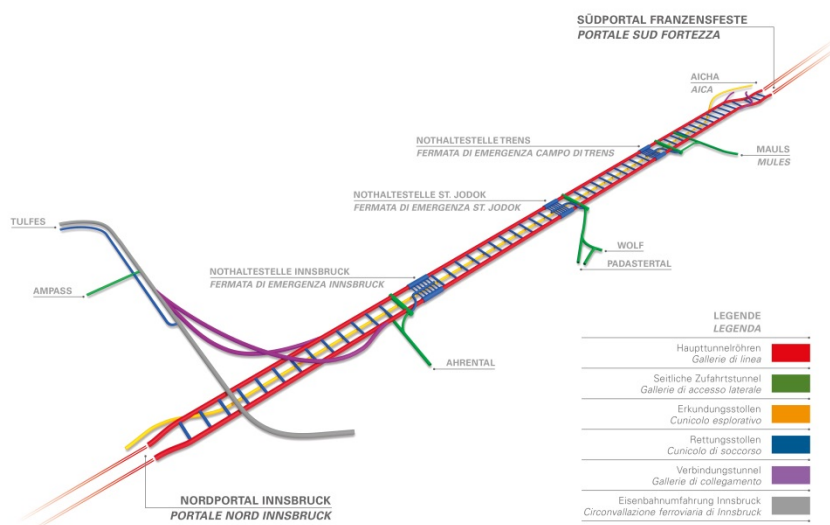 SÜDPORTAL FRANZENSFESTE
PORTALE SUD FORTEZZA
AICHA
AICA
NOTHALTESTELLE TRENS
FERMATA DI EMERGENZA CAMPO DI TRENS
MAULS
MULES
NOTHALTESTELLE ST. JODOK
FERMATA DI EMERGENZA ST. JODOK
TULFES
WOLF
PADASTERTAL
NOTHALTESTELLE INNSBRUCK
FERMATA DI EMERGENZA INNSBRUCK
AMPASS
AHRENTAL
NORDPORTAL INNSBRUCK
PORTALE NORD INNSBRUCK
LEGENDE
LEGENDA
Haupttunnelröhren
Gallerie di linea
Seitliche Zufahrtstunnel
Gallerie di accesso laterale
Erkundungsstollen
Cunicolo esplorativo
Rettungsstollen
Cunicolo di soccorso
Verbindungstunnel
Gallerie di collegamento
Eisenbahnumfahrung Innsbruck
Circonvallazione ferroviaria di Innsbruck